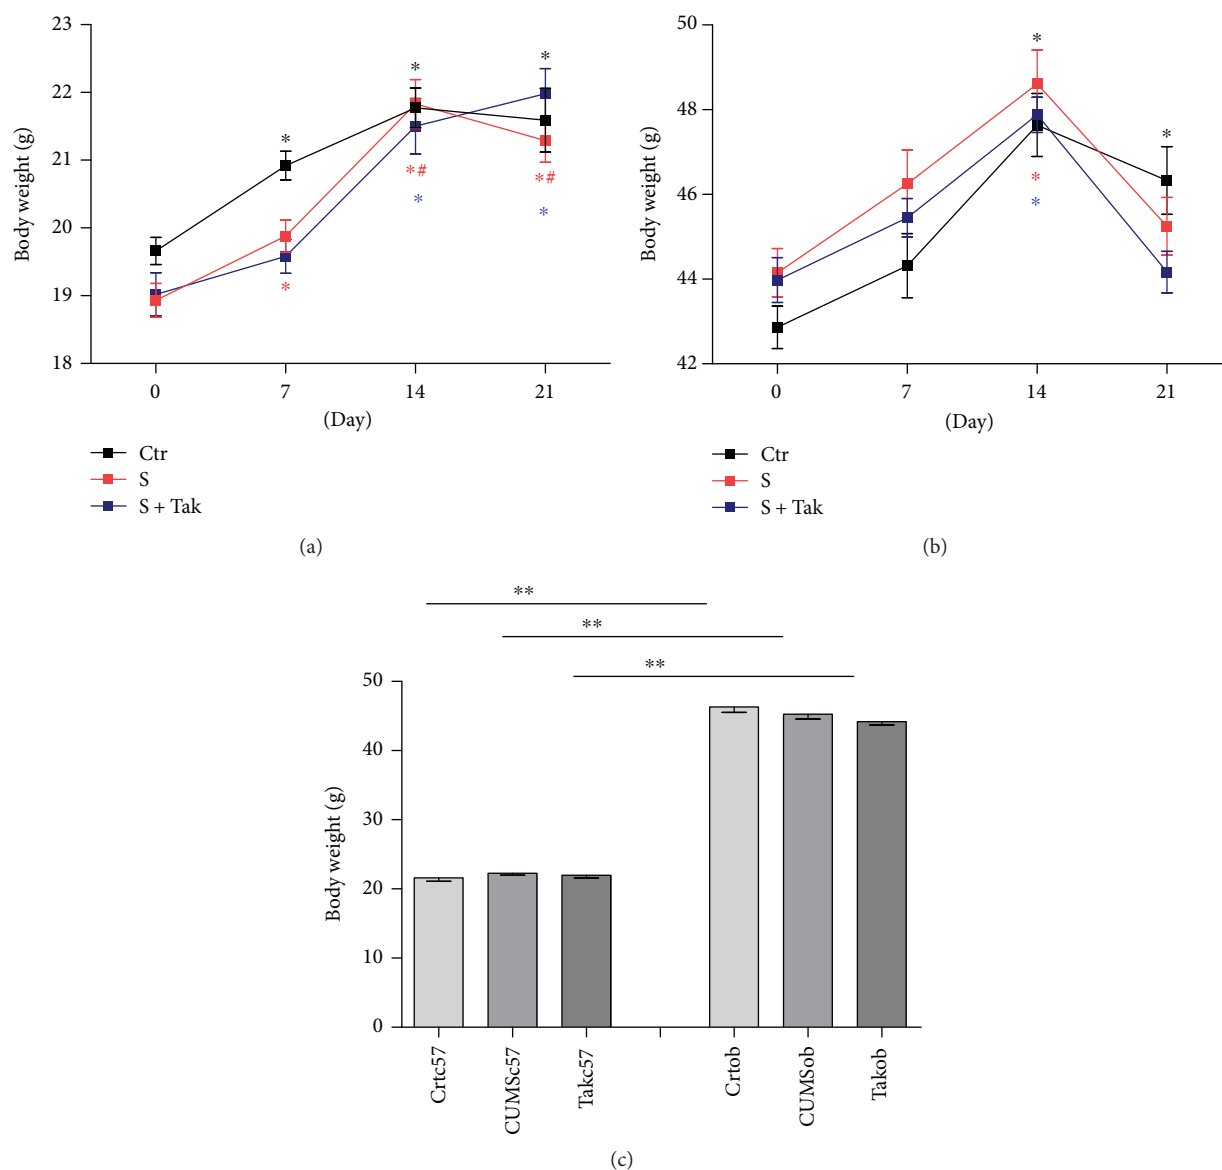 23
22
21
20
19
18
Body weight (g)
*
*
*
*
*#
*
*#
*
0
7
14
21
(Day)
Ctr
S
S + Tak
(a)
50
48
46
44
42
Body weight (g)
*
*
*
*
0
7
14
21
(Day)
Ctr
S
S + Tak
(b)
**
**
**
50
40
30
20
10
0
Body weight (g)
Crtc57
CUMSc57
Takc57
Crtob
CUMSob
Takob
(c)